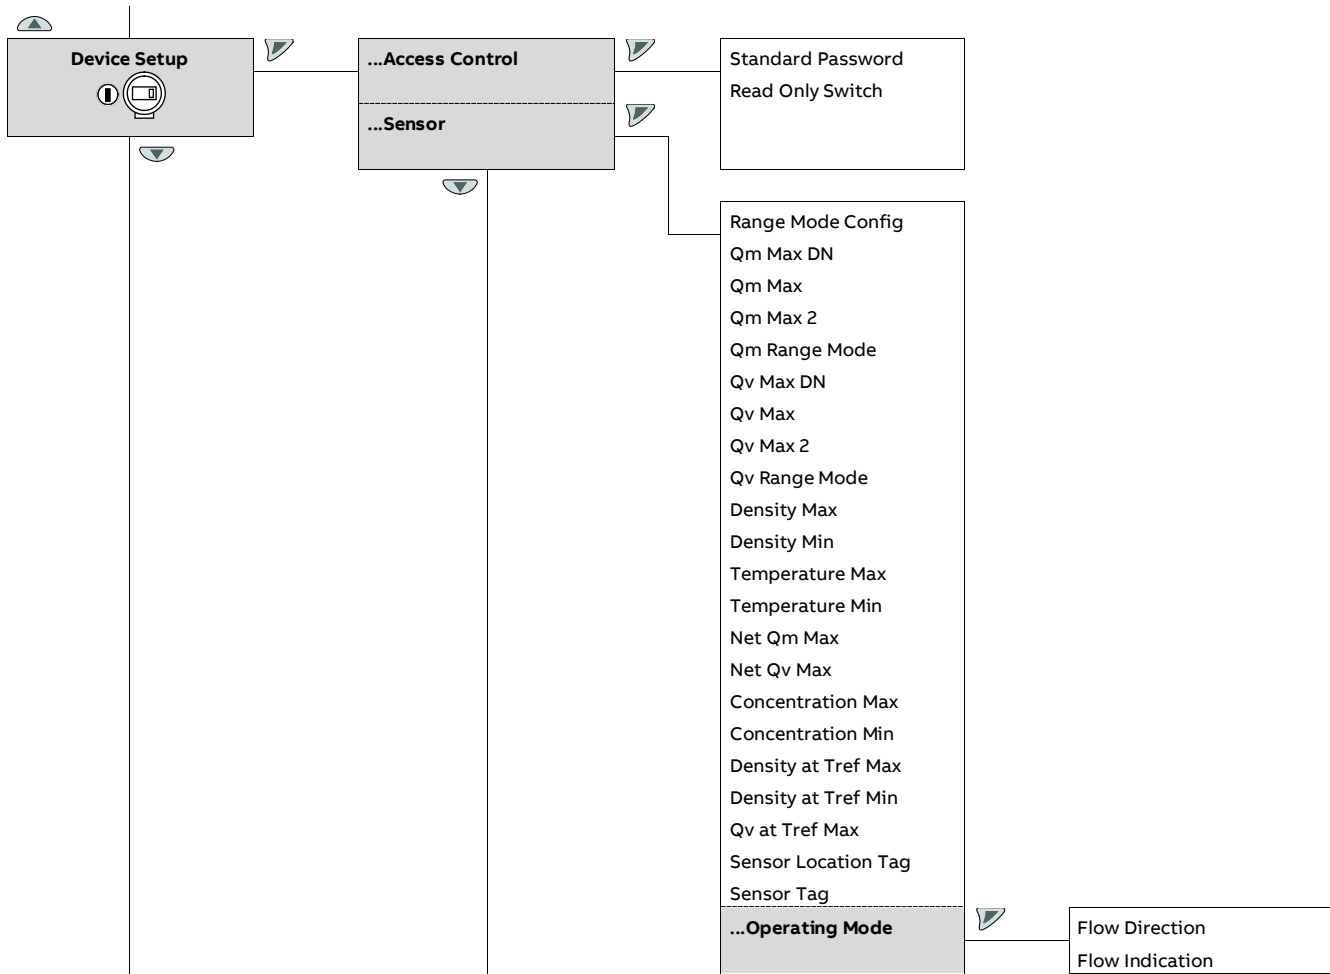 Device Setup
...Access Control
...Sensor
Standard Password
Read Only Switch
Range Mode Config
Qm Max DN
Qm Max
Qm Max 2
Qm Range Mode
Qv Max DN
Qv Max
Qv Max 2
Qv Range Mode
Density Max
Density Min
Temperature Max
Temperature Min
Net Qm Max
Net Qv Max
Concentration Max
Concentration Min
Density at Tref Max
Density at Tref Min
Qv at Tref Max
Sensor Location Tag
Sensor Tag
...Operating Mode
Flow Direction
Flow Indication